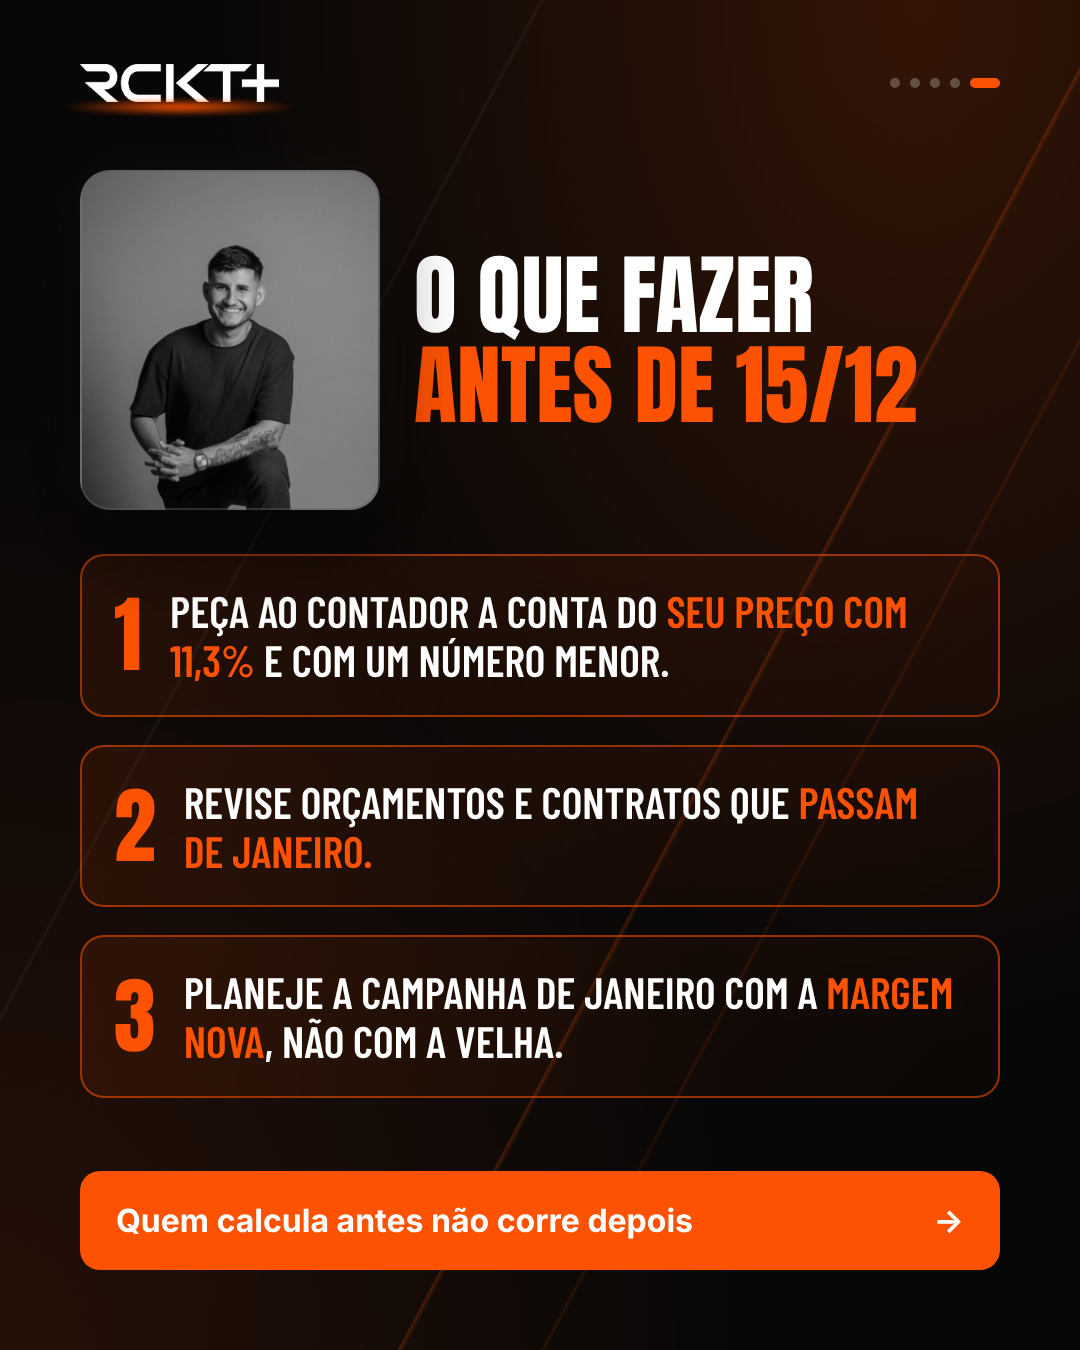 RCKT+
O QUE FAZER
ANTES DE 15/12
1
PEÇA AO CONTADOR A CONTA DO SEU PREÇO COM
11,3% E COM UM NÚMERO MENOR.
2
REVISE ORÇAMENTOS E CONTRATOS QUE PASSAM
DE JANEIRO.
3
PLANEJE A CAMPANHA DE JANEIRO COM A MARGEM
NOVA, NÃO COM A VELHA.
Quem calcula antes não corre depois →